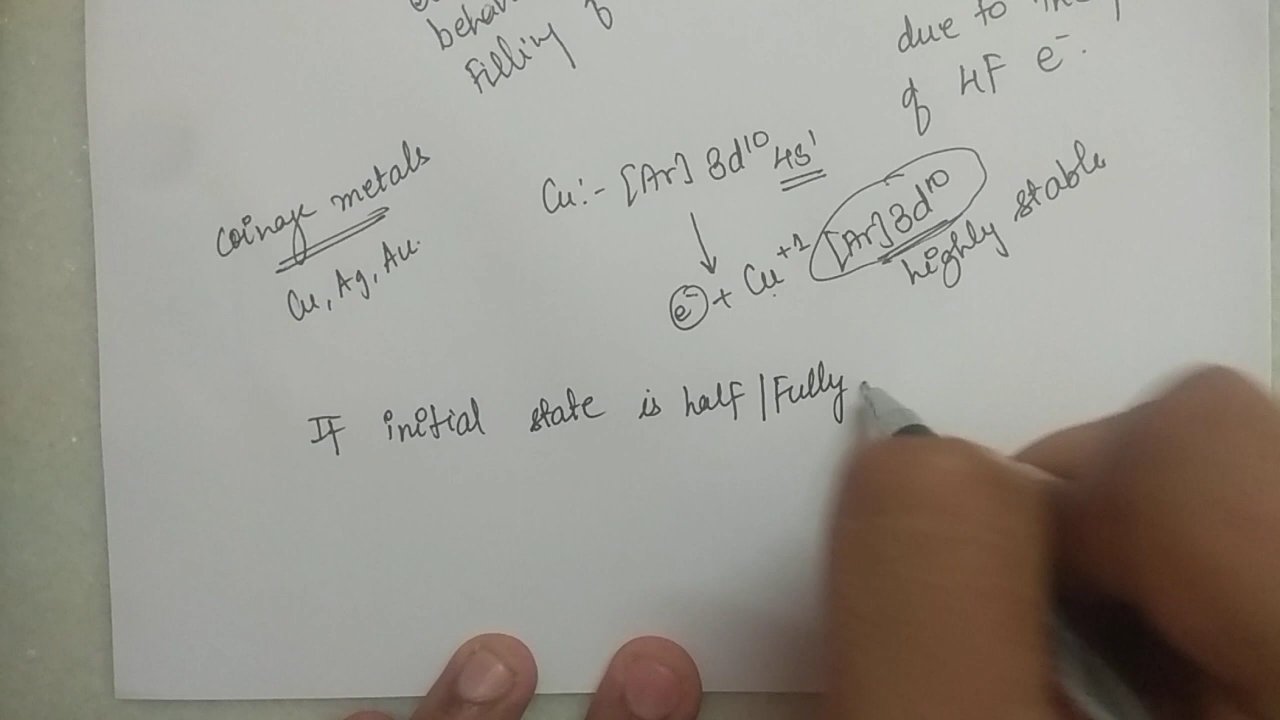 Filling
due to
of 4F e⁻.
coinage metals
Cu, Ag, Au.
Cu:- [Ar] 3d¹⁰ 4s¹
e⁻ + Cu⁺¹ [Ar] 3d¹⁰
highly stable
If initial state is half / Fully